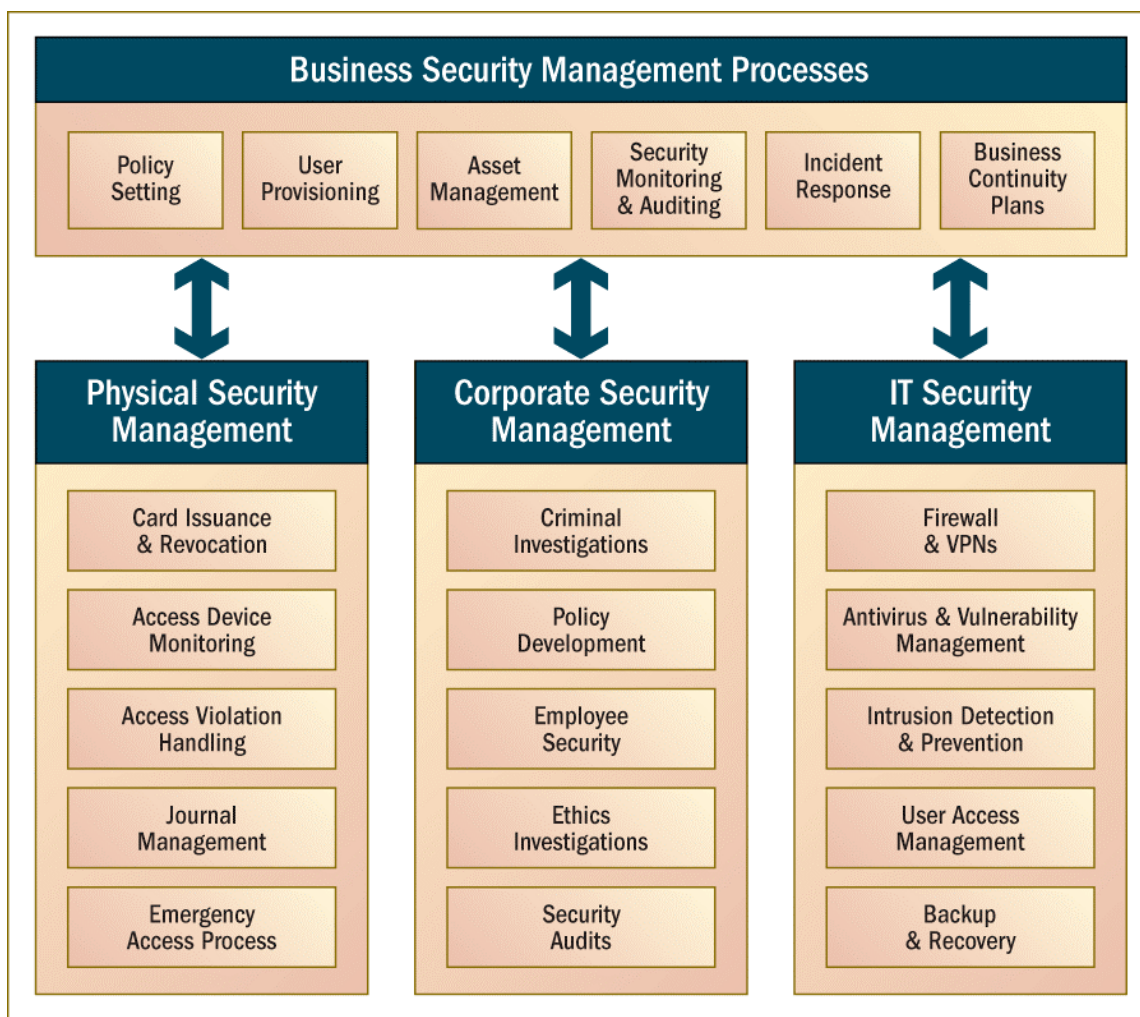 Business Security Management Processes
Policy
Setting
User
Provisioning
Asset
Management
Security
Monitoring
& Auditing
Incident
Response
Business
Continuity
Plans
Physical Security
Management
Card Issuance
& Revocation
Access Device
Monitoring
Access Violation
Handling
Journal
Management
Emergency
Access Process
Corporate Security
Management
Criminal
Investigations
Policy
Development
Employee
Security
Ethics
Investigations
Security
Audits
IT Security
Management
Firewall
& VPNs
Antivirus & Vulnerability
Management
Intrusion Detection
& Prevention
User Access
Management
Backup
& Recovery